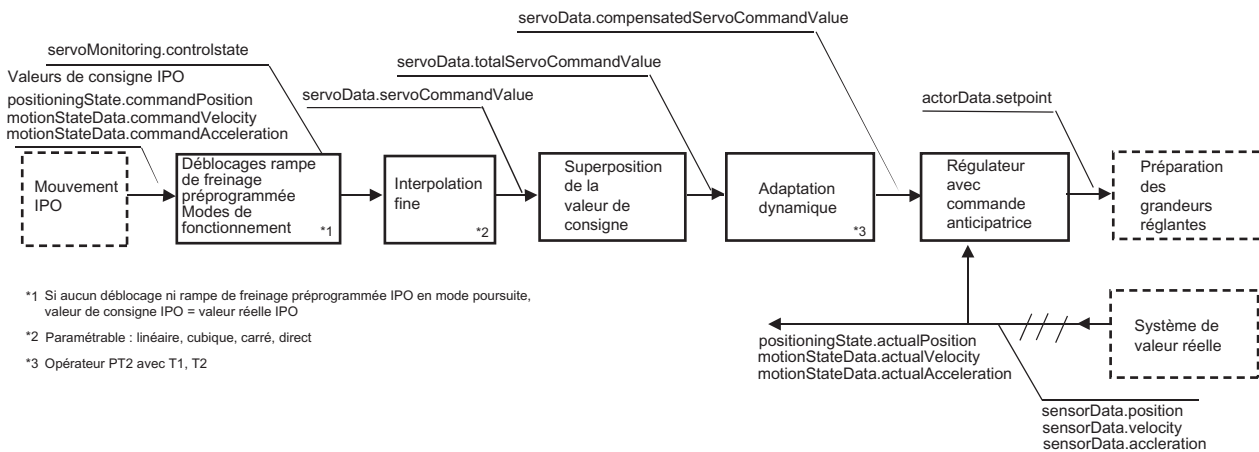 servoData.compensatedServoCommandValue
servoMonitoring.controlstate
servoData.totalServoCommandValue
Valeurs de consigne IPO
servoData.servoCommandValue
positioningState.commandPosition
motionStateData.commandVelocity
motionStateData.commandAcceleration
actorData.setpoint
Mouvement
IPO
Déblocages rampe
de freinage
préprogrammée
Modes de
fonctionnement
*1
Interpolation
fine
*2
Superposition
de la
valeur de
consigne
Adaptation
dynamique
*3
Régulateur
avec
commande
anticipatrice
Préparation
des
grandeurs
réglantes
*1 Si aucun déblocage ni rampe de freinage préprogrammée IPO en mode poursuite,
valeur de consigne IPO = valeur réelle IPO
*2 Paramétrable : linéaire, cubique, carré, direct
*3 Opérateur PT2 avec T1, T2
Système de
valeur réelle
positioningState.actualPosition
motionStateData.actualVelocity
motionStateData.actualAcceleration
sensorData.position
sensorData.velocity
sensorData.accleration